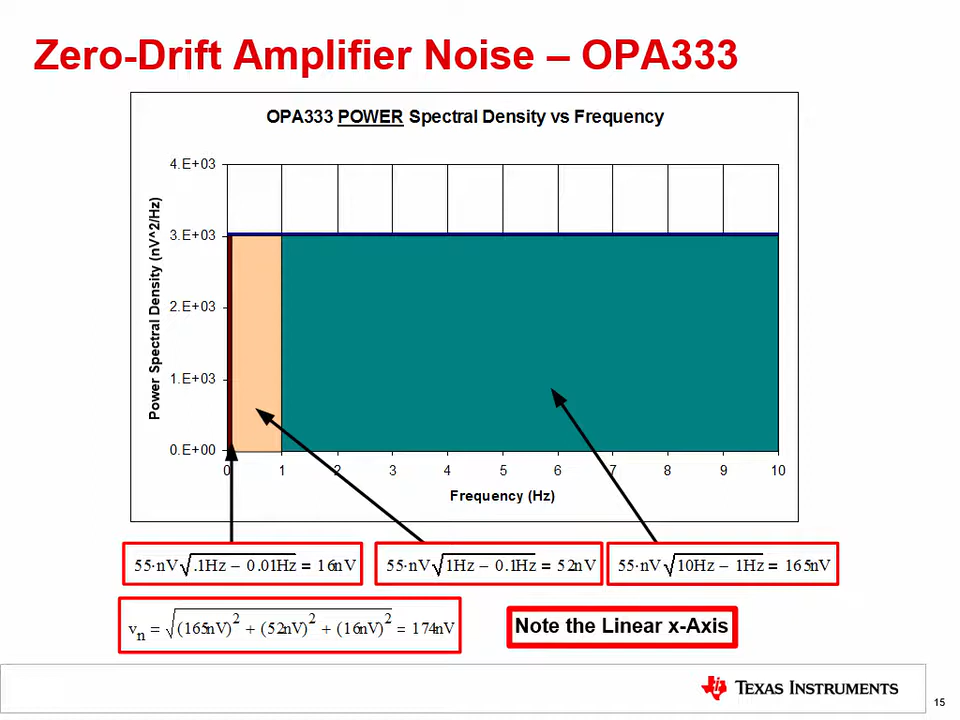 Zero-Drift Amplifier Noise – OPA333
OPA333 POWER Spectral Density vs Frequency
Power Spectral Density (nV^2/Hz)
4.E+03
3.E+03
2.E+03
1.E+03
0.E+00
0 1 2 3 4 5 6 7 8 9 10
Frequency (Hz)
55·nV√.1Hz − 0.01Hz = 16nV
55·nV√1Hz − 0.1Hz = 52nV
55·nV√10Hz − 1Hz = 165nV
vn = √(165nV)2 + (52nV)2 + (16nV)2 = 174nV
Note the Linear x-Axis
TEXAS INSTRUMENTS
15